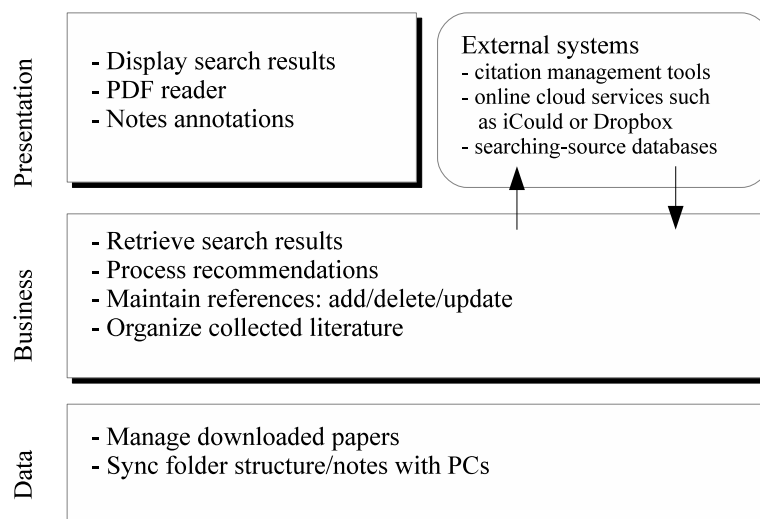 Presentation
- Display search results
- PDF reader
- Notes annotations
External systems
- citation management tools
- online cloud services such
as iCould or Dropbox
- searching-source databases
Business
- Retrieve search results
- Process recommendations
- Maintain references: add/delete/update
- Organize collected literature
Data
- Manage downloaded papers
- Sync folder structure/notes with PCs